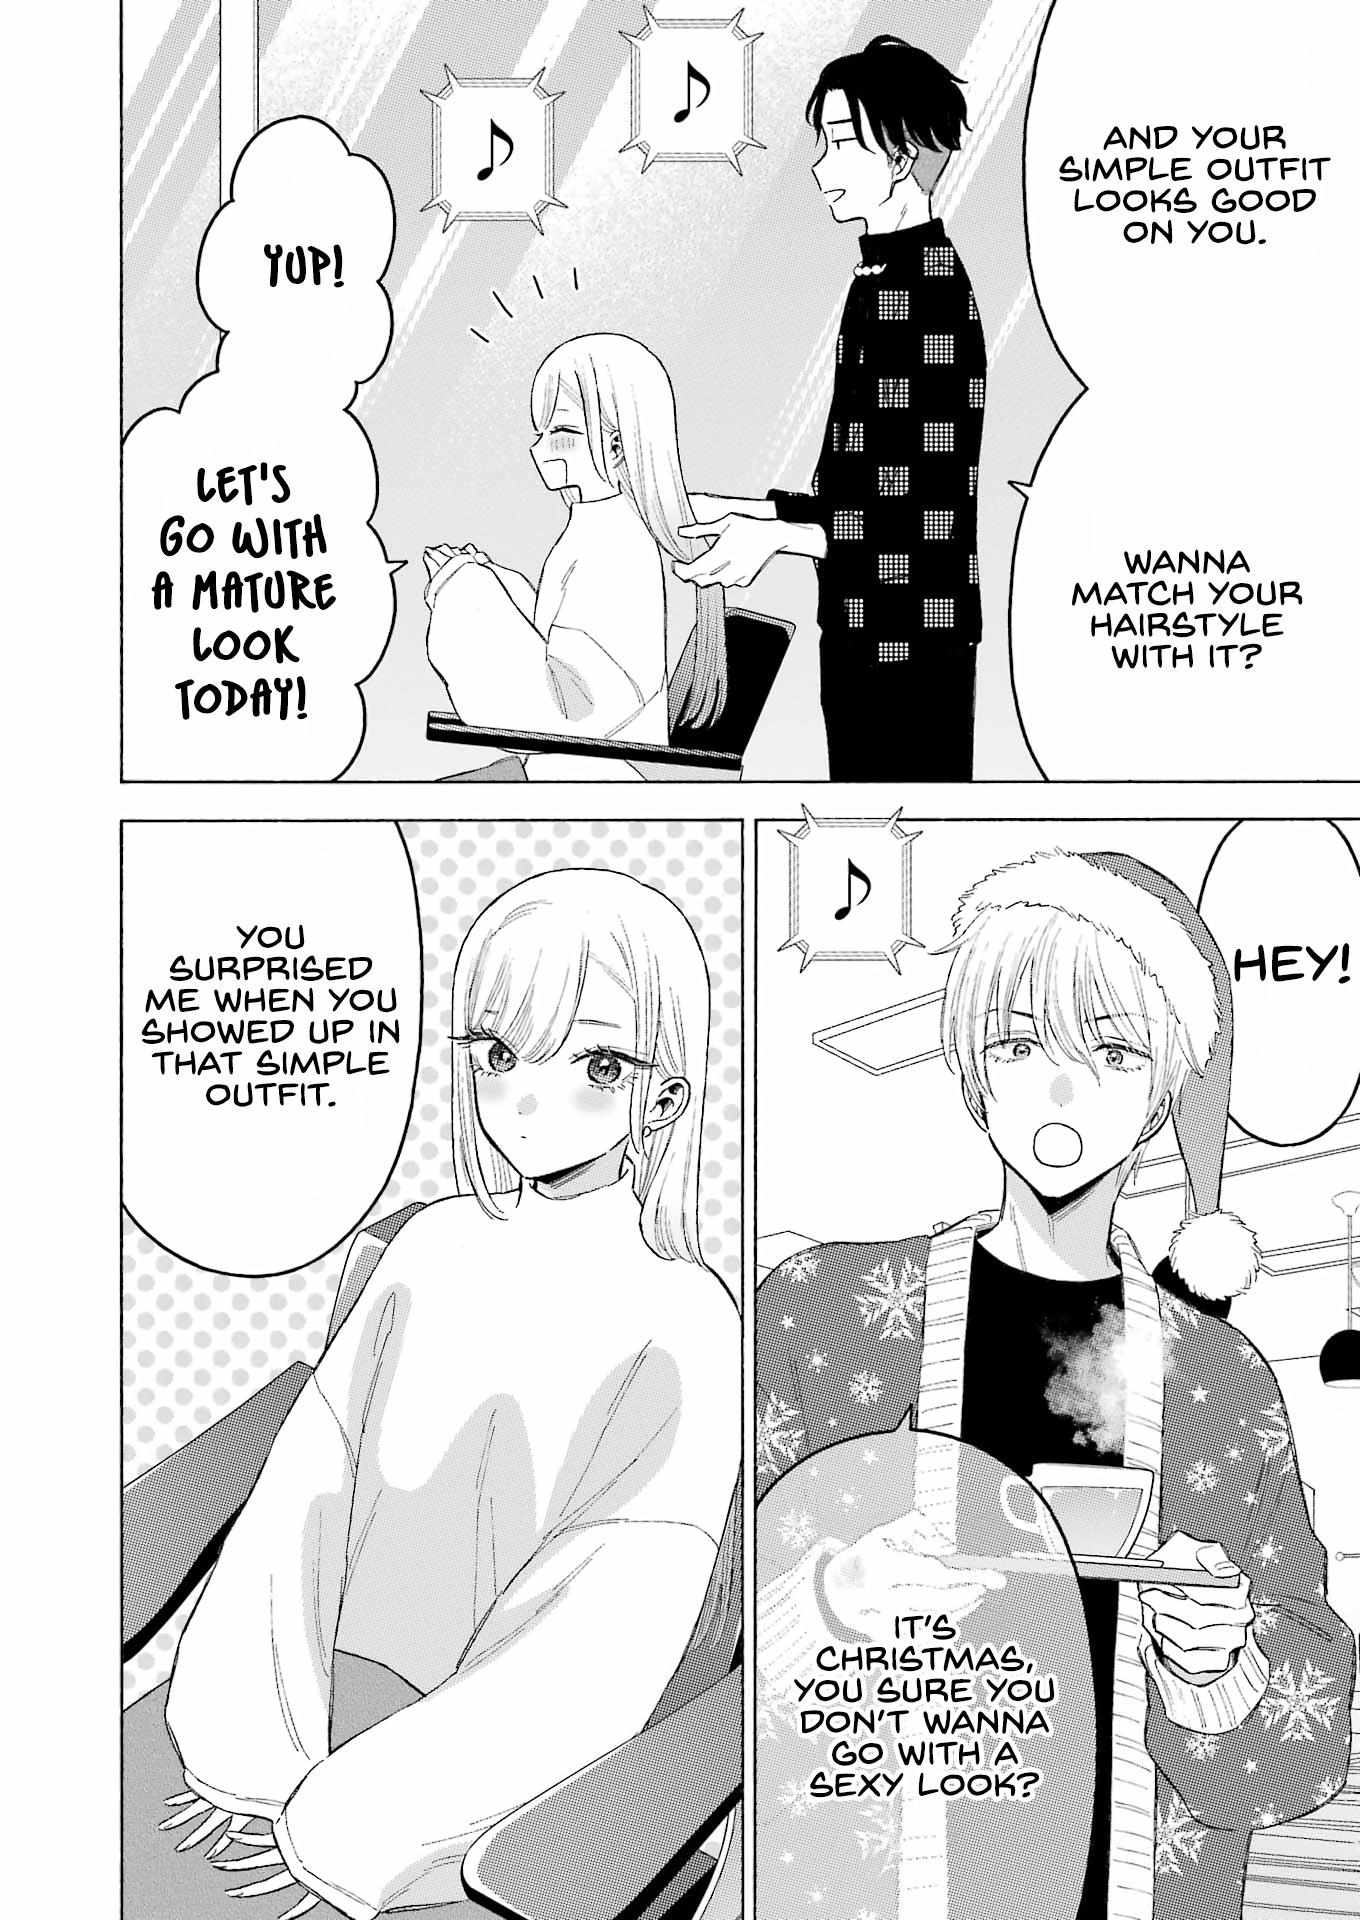 AND YOUR
SIMPLE OUTFIT
LOOKS GOOD
ON YOU.
WANNA
MATCH YOUR
HAIRSTYLE
WITH IT?
YUP!
LET'S
GO WITH
A MATURE
LOOK
TODAY!
HEY!
IT'S
CHRISTMAS,
YOU SURE YOU
DON'T WANNA
GO WITH A
SEXY LOOK?
YOU
SURPRISED
ME WHEN YOU
SHOWED UP IN
THAT SIMPLE
OUTFIT.